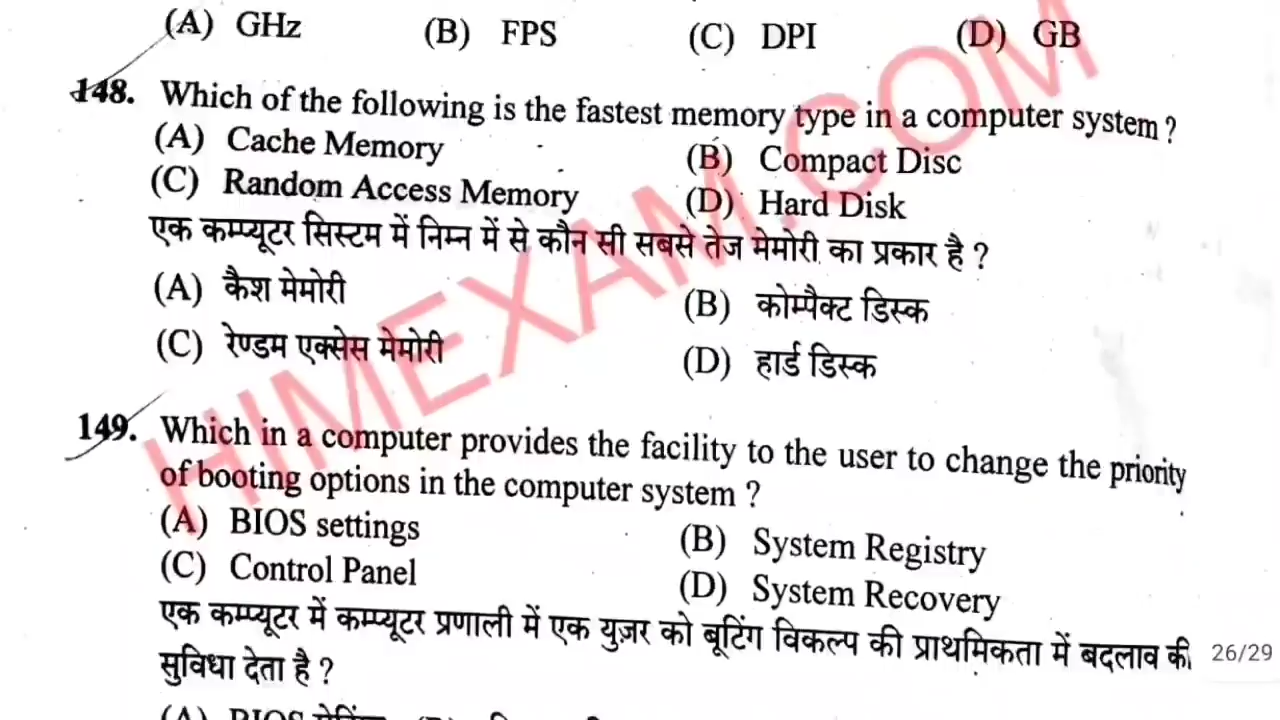 (A) GHz (B) FPS (C) DPI (D) GB
148. Which of the following is the fastest memory type in a computer system ?
(A) Cache Memory (B) Compact Disc
(C) Random Access Memory (D) Hard Disk
एक कम्प्यूटर सिस्टम में निम्न में से कौन सी सबसे तेज मेमोरी का प्रकार है ?
(A) कैश मेमोरी (B) कोम्पैक्ट डिस्क
(C) रेण्डम एक्सेस मेमोरी (D) हार्ड डिस्क
149. Which in a computer provides the facility to the user to change the priority
of booting options in the computer system ?
(A) BIOS settings (B) System Registry
(C) Control Panel (D) System Recovery
एक कम्प्यूटर में कम्प्यूटर प्रणाली में एक युज़र को बूटिंग विकल्प की प्राथमिकता में बदलाव की
सुविधा देता है ?
(A) BIOS
26/29
HIMEXAM.COM